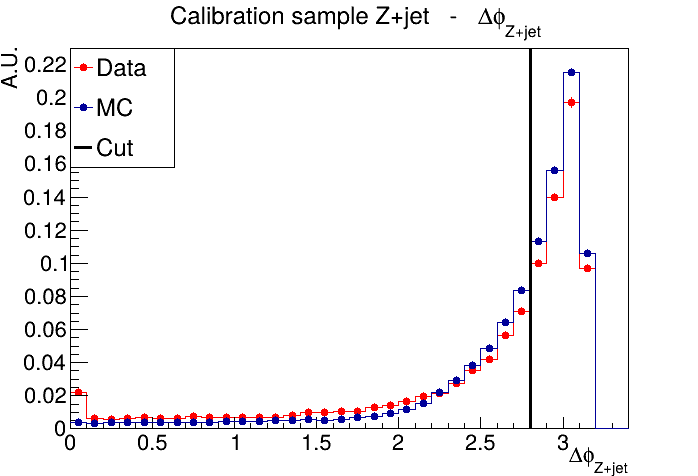 Calibration sample Z+jet - Δϕ_Z+jet
A.U.
Data
MC
Cut
0.22
0.2
0.18
0.16
0.14
0.12
0.1
0.08
0.06
0.04
0.02
0
0 0.5 1 1.5 2 2.5 3
Δϕ_Z+jet